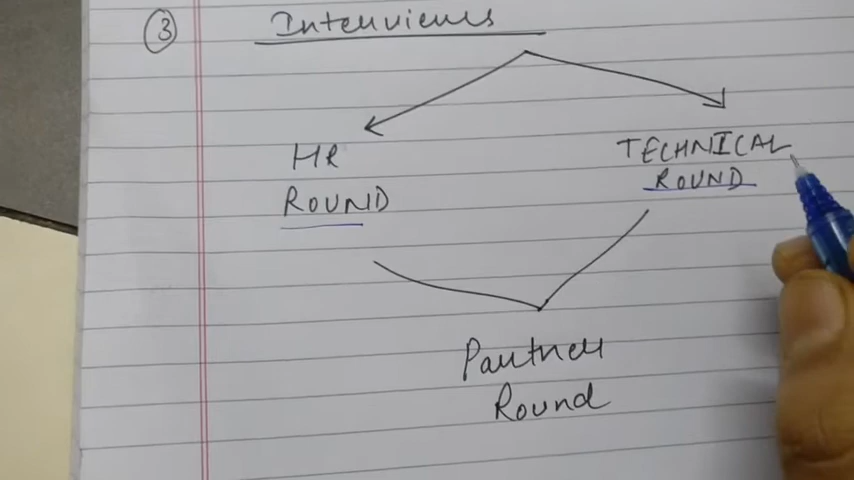 ③ Interviews
HR
ROUND
TECHNICAL
ROUND
Partner
Round